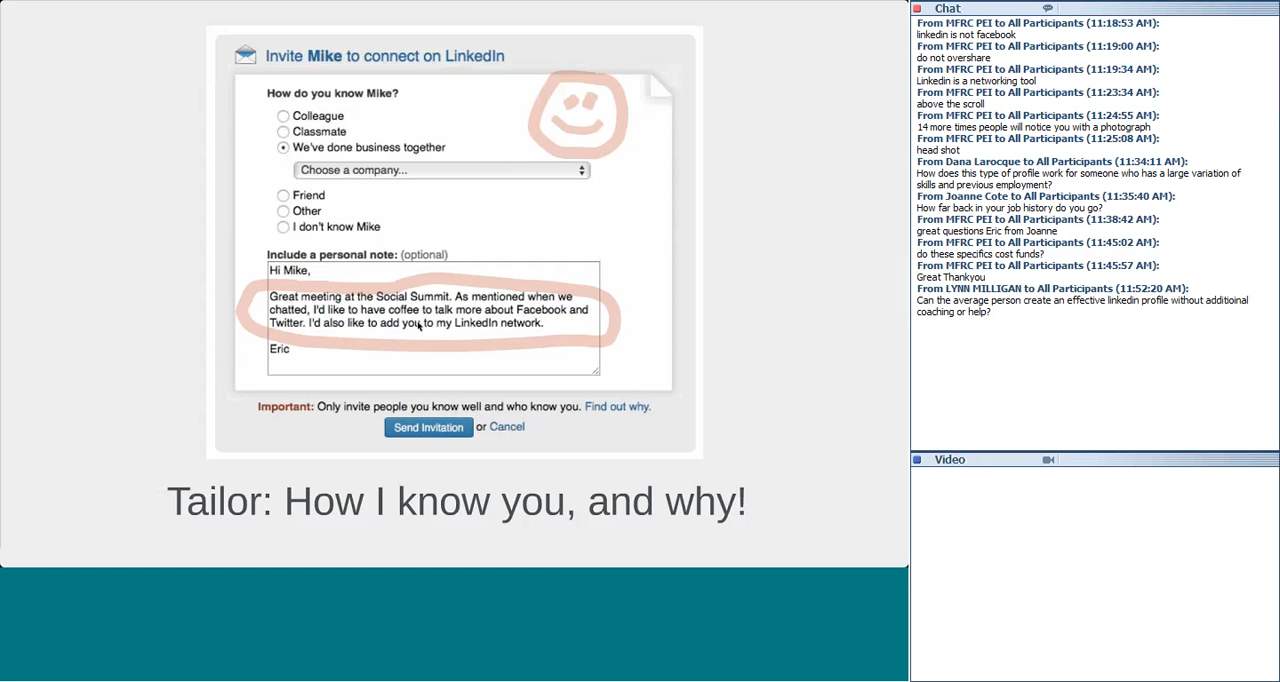 Invite Mike to connect on LinkedIn
How do you know Mike?
Colleague
Classmate
We've done business together
Choose a company...
Friend
Other
I don't know Mike
Include a personal note: (optional)
Hi Mike,
Great meeting at the Social Summit. As mentioned when we
chatted, I'd like to have coffee to talk more about Facebook and
Twitter. I'd also like to add you to my LinkedIn network.
Eric
Important: Only invite people you know well and who know you. Find out why.
Send Invitation or Cancel
Tailor: How I know you, and why!
Chat
From MFRC PEI to All Participants (11:18:53 AM):
linkedin is not facebook
From MFRC PEI to All Participants (11:19:00 AM):
do not overshare
From MFRC PEI to All Participants (11:19:34 AM):
Linkedin is a networking tool
From MFRC PEI to All Participants (11:23:34 AM):
above the scroll
From MFRC PEI to All Participants (11:24:55 AM):
14 more times people will notice you with a photograph
From MFRC PEI to All Participants (11:25:08 AM):
head shot
From Dana Larocque to All Participants (11:34:11 AM):
How does this type of profile work for someone who has a large variation of
skills and previous employment?
From Joanne Cote to All Participants (11:35:40 AM):
How far back in your job history do you go?
From MFRC PEI to All Participants (11:38:42 AM):
great questions Eric from Joanne
From MFRC PEI to All Participants (11:45:02 AM):
do these specifics cost funds?
From MFRC PEI to All Participants (11:45:57 AM):
Great Thankyou
From LYNN MILLIGAN to All Participants (11:52:20 AM):
Can the average person create an effective linkedin profile without additioinal
coaching or help?
Video